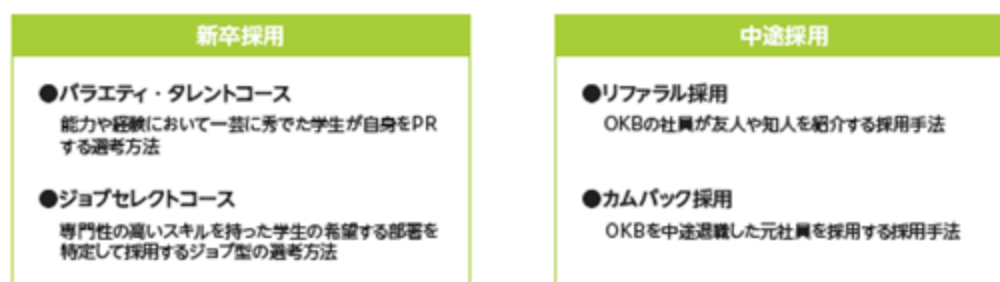 新卒採用
●バラエティ・タレントコース
能力や経験において一芸に秀でた学生が自身をPR
する選考方法
●ジョブセレクトコース
専門性の高いスキルを持った学生の希望する部署を
特定して採用するジョブ型の選考方法
中途採用
●リファラル採用
OKBの社員が友人や知人を紹介する採用手法
●カムバック採用
OKBを中途退職した元社員を採用する採用手法